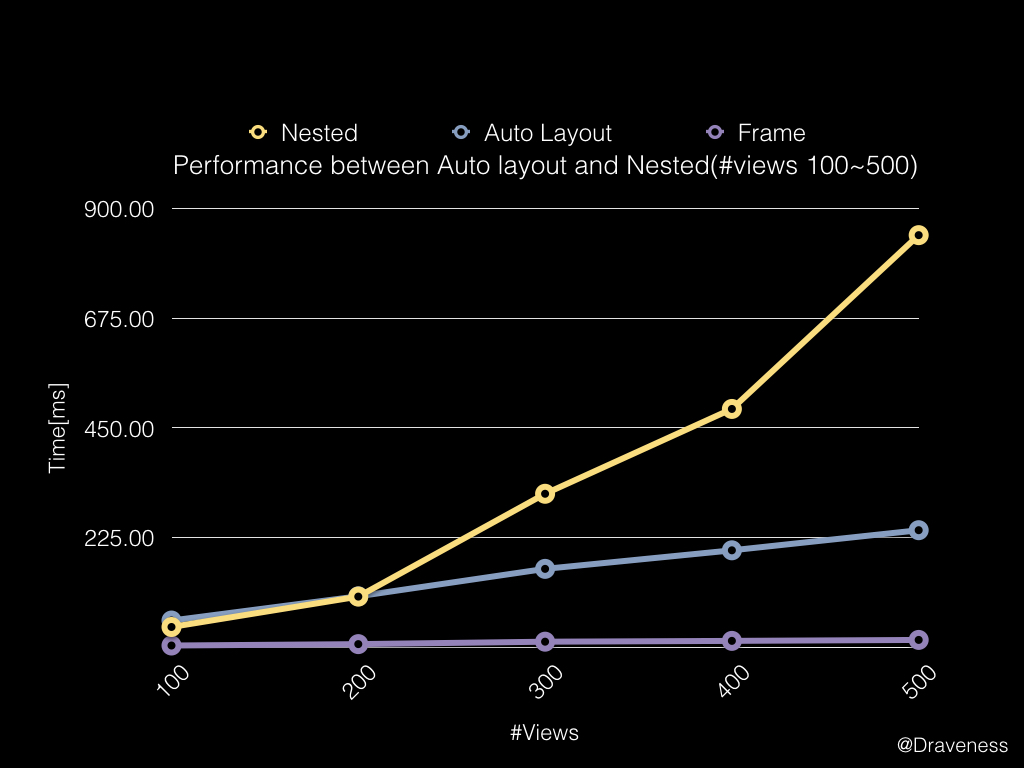 Nested Auto Layout Frame
Performance between Auto layout and Nested(#views 100~500)
900.00
675.00
450.00
225.00
Time[ms]
100 200 300 400 500
#Views
@Draveness